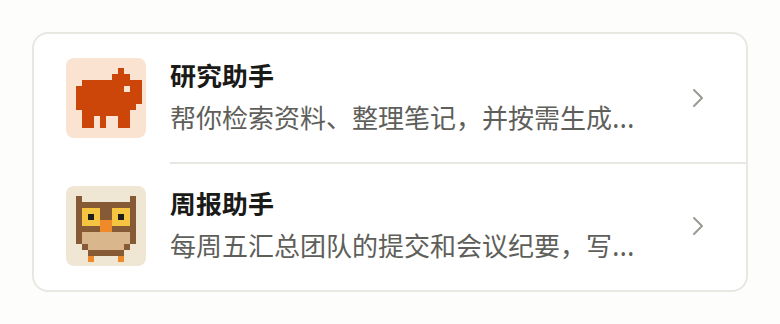 研究助手
帮你检索资料、整理笔记，并按需生成...
周报助手
每周五汇总团队的提交和会议纪要，写...